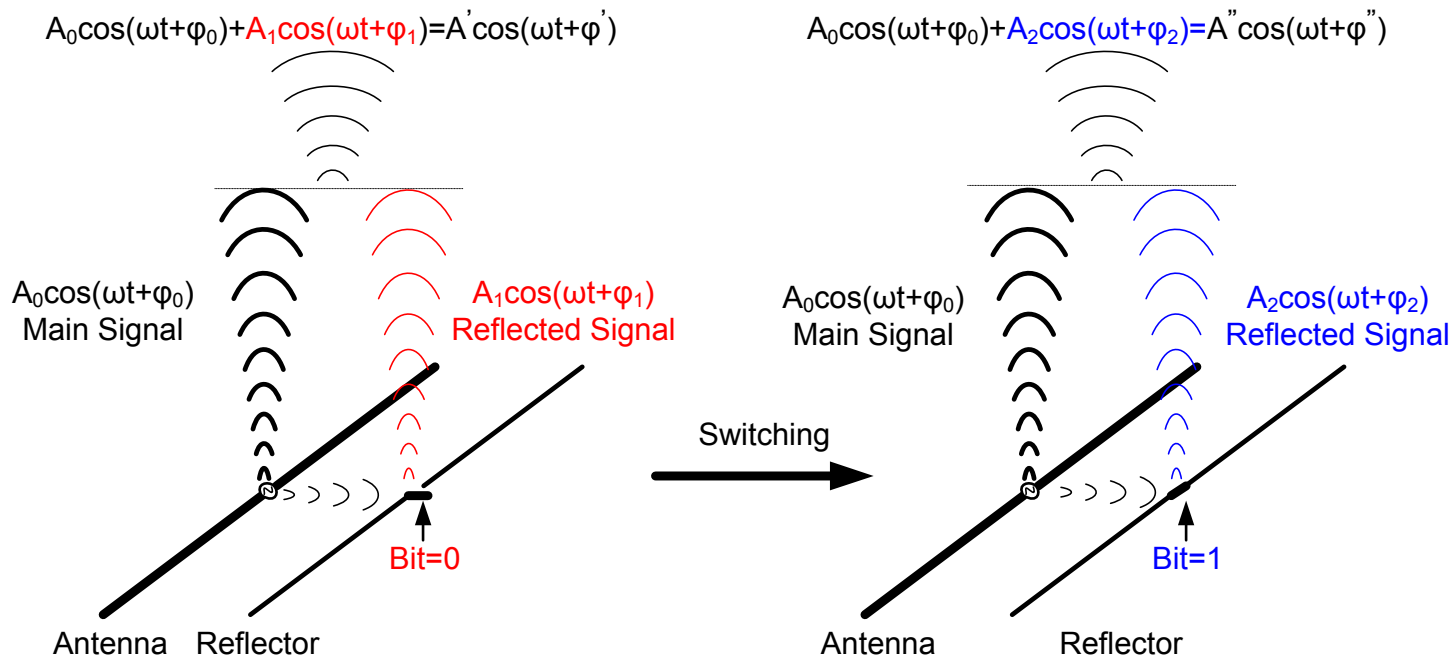 A₀cos(ωt+φ₀)+A₁cos(ωt+φ₁)=A’cos(ωt+φ’)
A₀cos(ωt+φ₀)+A₂cos(ωt+φ₂)=A”cos(ωt+φ”)
A₀cos(ωt+φ₀)
Main Signal
A₁cos(ωt+φ₁)
Reflected Signal
A₀cos(ωt+φ₀)
Main Signal
A₂cos(ωt+φ₂)
Reflected Signal
Switching
Bit=0
Bit=1
Antenna
Reflector
Antenna
Reflector